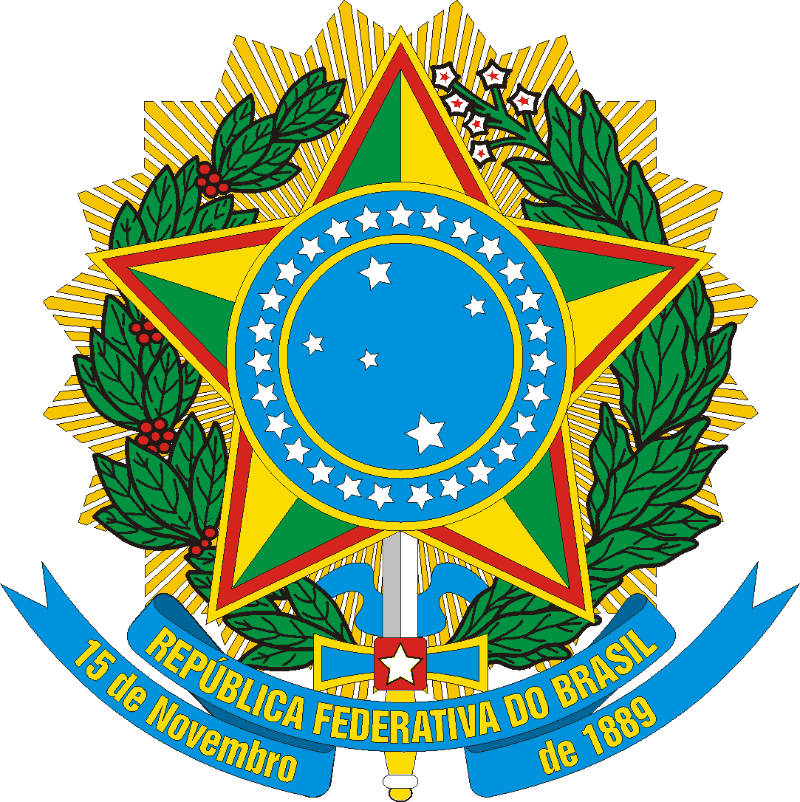 REPÚBLICA FEDERATIVA DO BRASIL
15 de Novembro
de 1889